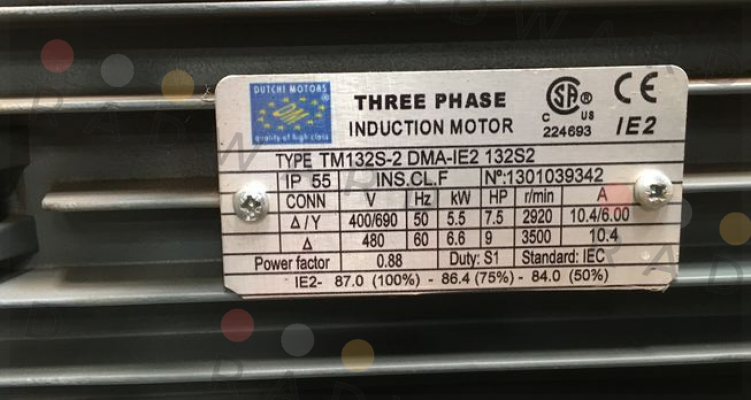 DUTCHI MOTORS
DM
quality of high class
THREE PHASE
INDUCTION MOTOR
CSA ®
C US
224693
CE
IE2
TYPE TM132S-2 DMA-IE2 132S2
IP 55 INS.CL.F Nº:1301039342
CONN V Hz kW HP r/min A
Δ/Y 400/690 50 5.5 7.5 2920 10.4/6.00
Δ 480 60 6.6 9 3500 10.4
Power factor 0.88 Duty: S1 Standard: IEC
IE2- 87.0 (100%) - 86.4 (75%) - 84.0 (50%)